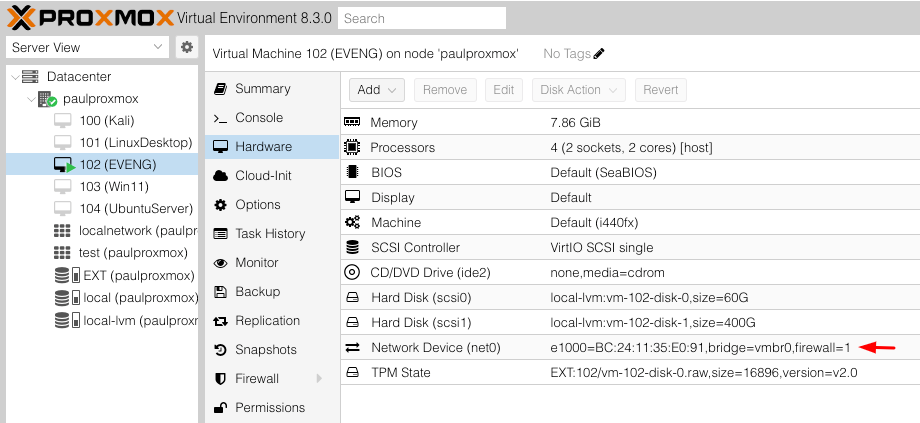 PROXMOX Virtual Environment 8.3.0 Search
Server View
Virtual Machine 102 (EVENG) on node 'paulproxmox' No Tags
Datacenter
paulproxmox
100 (Kali)
101 (LinuxDesktop)
102 (EVENG)
103 (Win11)
104 (UbuntuServer)
localnetwork (paulpr
test (paulproxmox)
EXT (paulproxmox)
local (paulproxmox)
local-lvm (paulproxr
Summary
Console
Hardware
Cloud-Init
Options
Task History
Monitor
Backup
Replication
Snapshots
Firewall
Permissions
Add Remove Edit Disk Action Revert
Memory 7.86 GiB
Processors 4 (2 sockets, 2 cores) [host]
BIOS Default (SeaBIOS)
Display Default
Machine Default (i440fx)
SCSI Controller VirtIO SCSI single
CD/DVD Drive (ide2) none,media=cdrom
Hard Disk (scsi0) local-lvm:vm-102-disk-0,size=60G
Hard Disk (scsi1) local-lvm:vm-102-disk-1,size=400G
Network Device (net0) e1000=BC:24:11:35:E0:91,bridge=vmbr0,firewall=1
TPM State EXT:102/vm-102-disk-0.raw,size=16896,version=v2.0